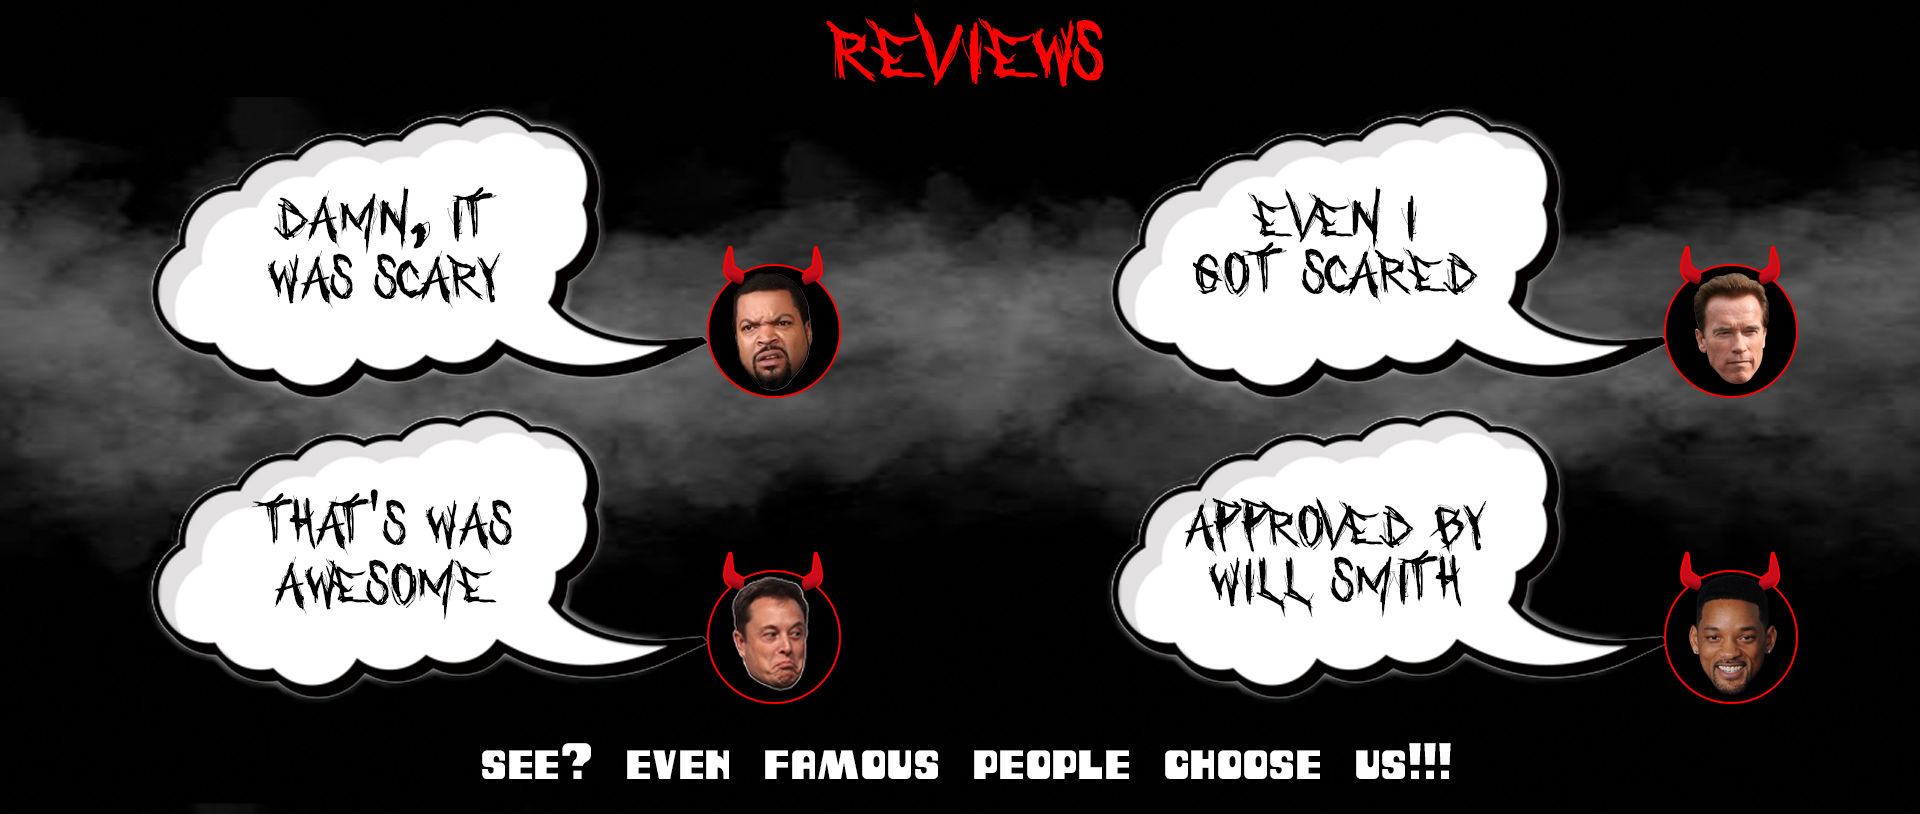 REVIEWS
DAMN, IT
WAS SCARY
EVEN I
GOT SCARED
THAT'S WAS
AWESOME
APPROVED BY
WILL SMITH
SEE? EVEN FAMOUS PEOPLE CHOOSE US!!!